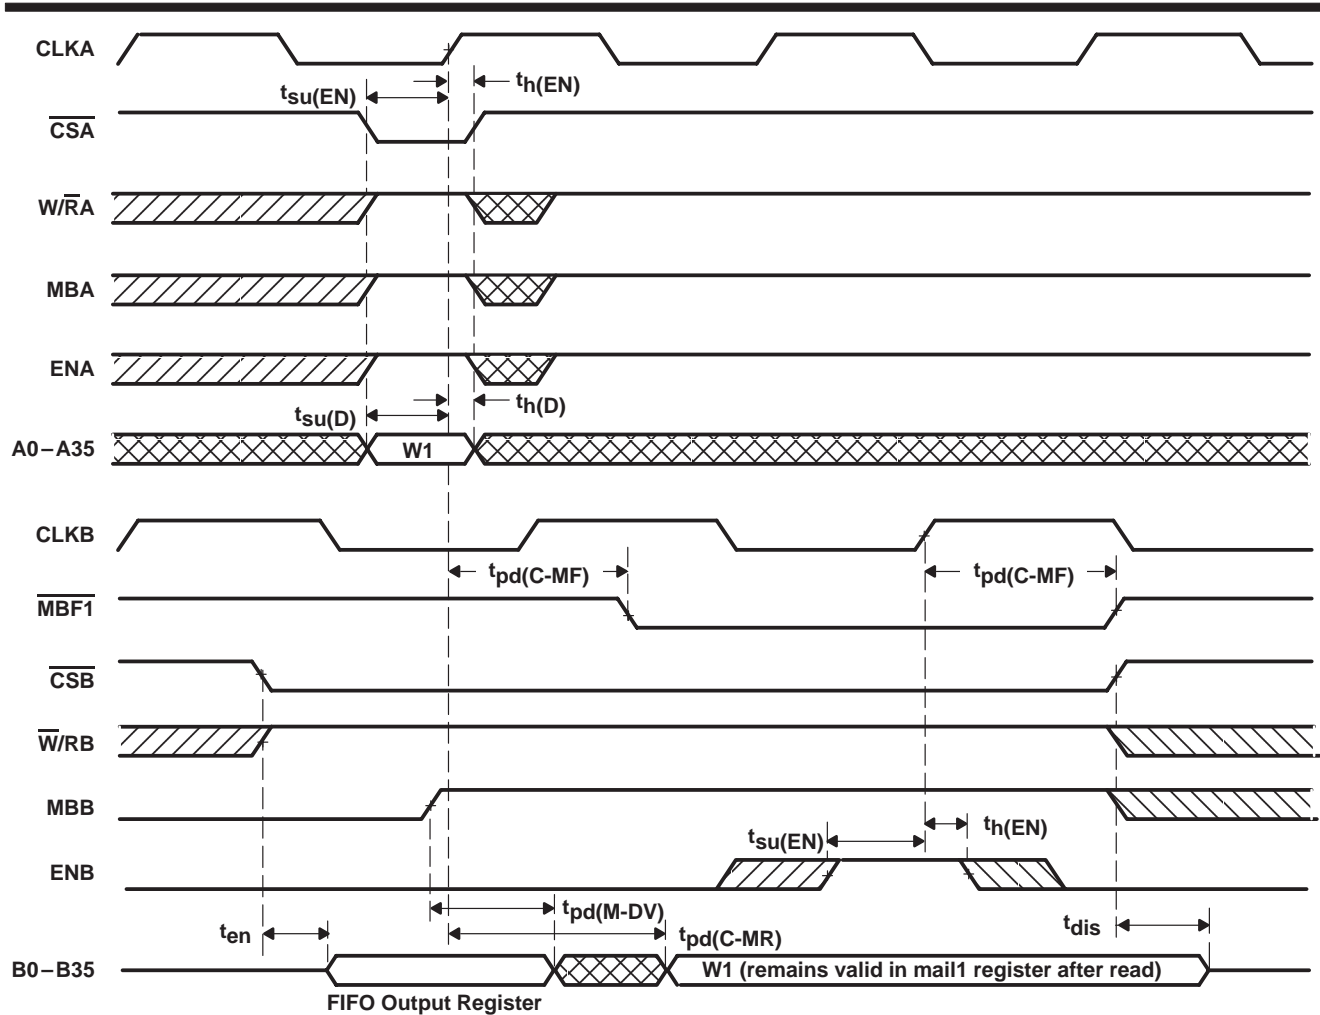 CLKA
th(EN)
tsu(EN)
CSA
W/RA
MBA
ENA
tsu(D)
th(D)
A0–A35
W1
CLKB
tpd(C-MF)
tpd(C-MF)
MBF1
CSB
W/RB
MBB
tsu(EN)
th(EN)
ENB
tpd(M-DV)
ten
tpd(C-MR)
tdis
B0–B35
W1 (remains valid in mail1 register after read)
FIFO Output Register